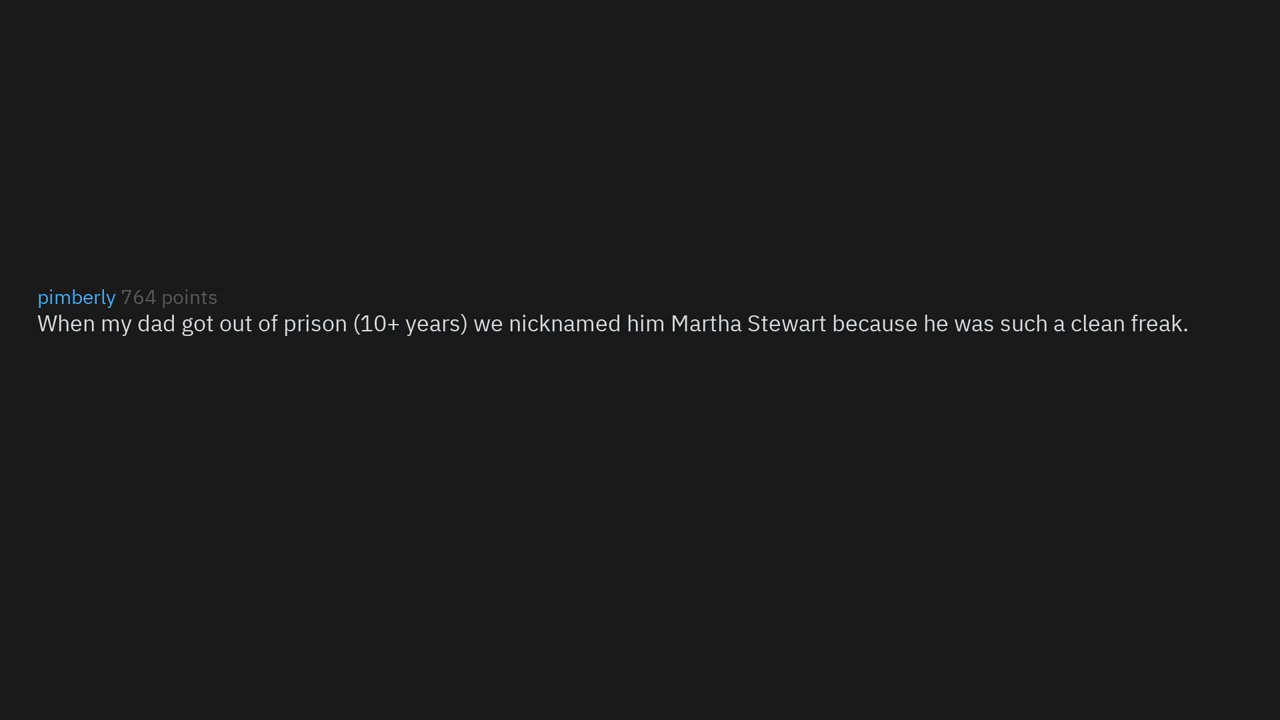 pimberly 764 points
When my dad got out of prison (10+ years) we nicknamed him Martha Stewart because he was such a clean freak.